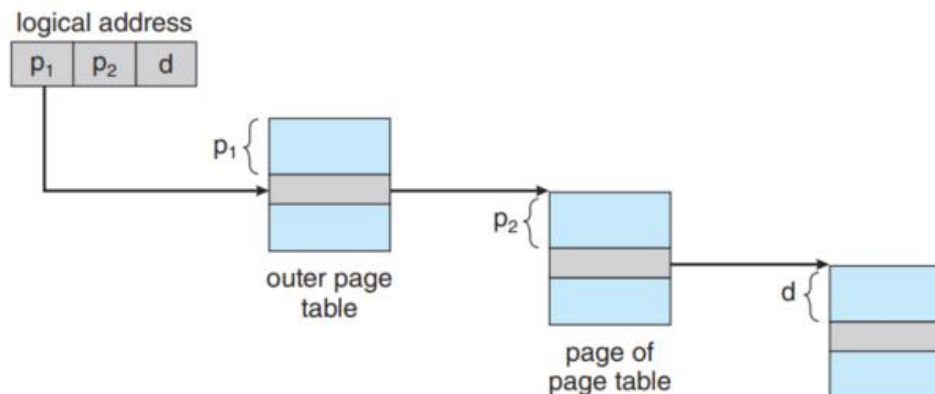 logical address
p₁ p₂ d
p₁
p₂
d
outer page
table
page of
page table